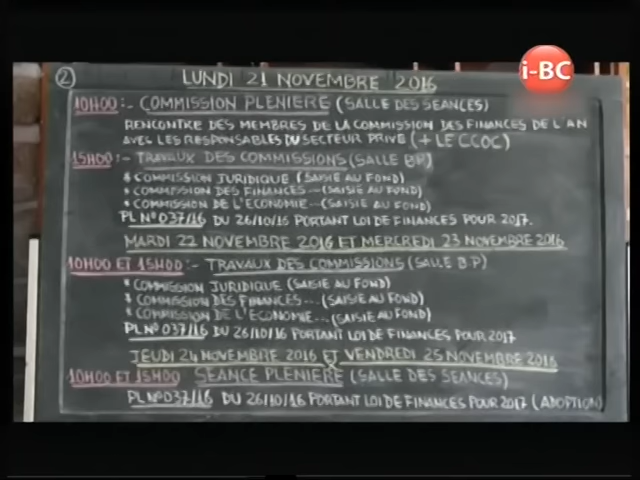 i-BC
② LUNDI 21 NOVEMBRE 2016
10H00:- COMMISSION PLENIERE (SALLE DES SEANCES)
RENCONTRE DES MEMBRES DE LA COMMISSION DES FINANCES DE L'AN
AVEC LES RESPONSABLES DU SECTEUR PRIVE (+ LE CCOC)
15H00:- TRAVAUX DES COMMISSIONS (SALLE BP)
* COMMISSION JURIDIQUE (SAISIE AU FOND)
* COMMISSION DES FINANCES... (SAISIE AU FOND)
* COMMISSION DE L'ECONOMIE... (SAISIE AU FOND)
PL N°037/16 DU 26/10/16 PORTANT LOI DE FINANCES POUR 2017.
MARDI 22 NOVEMBRE 2016 ET MERCREDI 23 NOVEMBRE 2016
10H00 ET 15H00:- TRAVAUX DES COMMISSIONS (SALLE B.P)
* COMMISSION JURIDIQUE (SAISIE AU FOND)
* COMMISSION DES FINANCES... (SAISIE AU FOND)
* COMMISSION DE L'ECONOMIE... (SAISIE AU FOND)
PL N°037/16 DU 26/10/16 PORTANT LOI DE FINANCES POUR 2017
JEUDI 24 NOVEMBRE 2016 ET VENDREDI 25 NOVEMBRE 2016
10H00 ET 15H00 SEANCE PLENIERE (SALLE DES SEANCES)
PL N°037/16 DU 26/10/16 PORTANT LOI DE FINANCES POUR 2017 (ADOPTION)